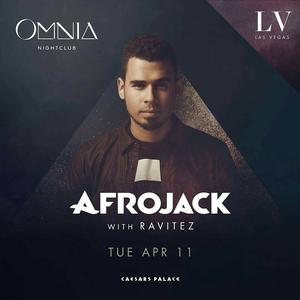 OMNIA
NIGHTCLUB
LV
LAS VEGAS
AFROJACK
WITH RAVITEZ
TUE APR 11
CAESARS PALACE